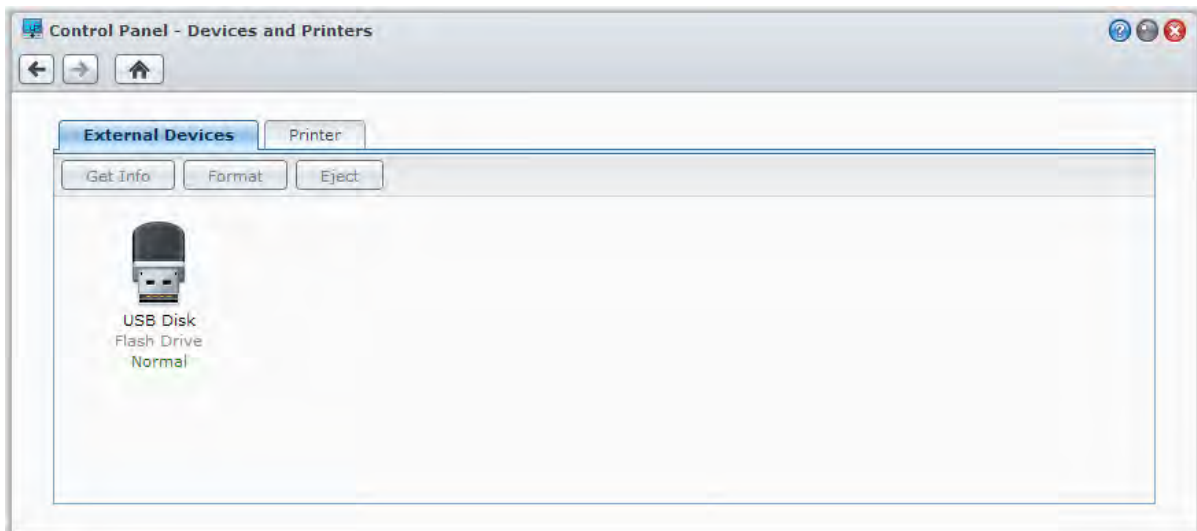 Control Panel - Devices and Printers
External Devices Printer
Get Info Format Eject
USB Disk
Flash Drive
Normal